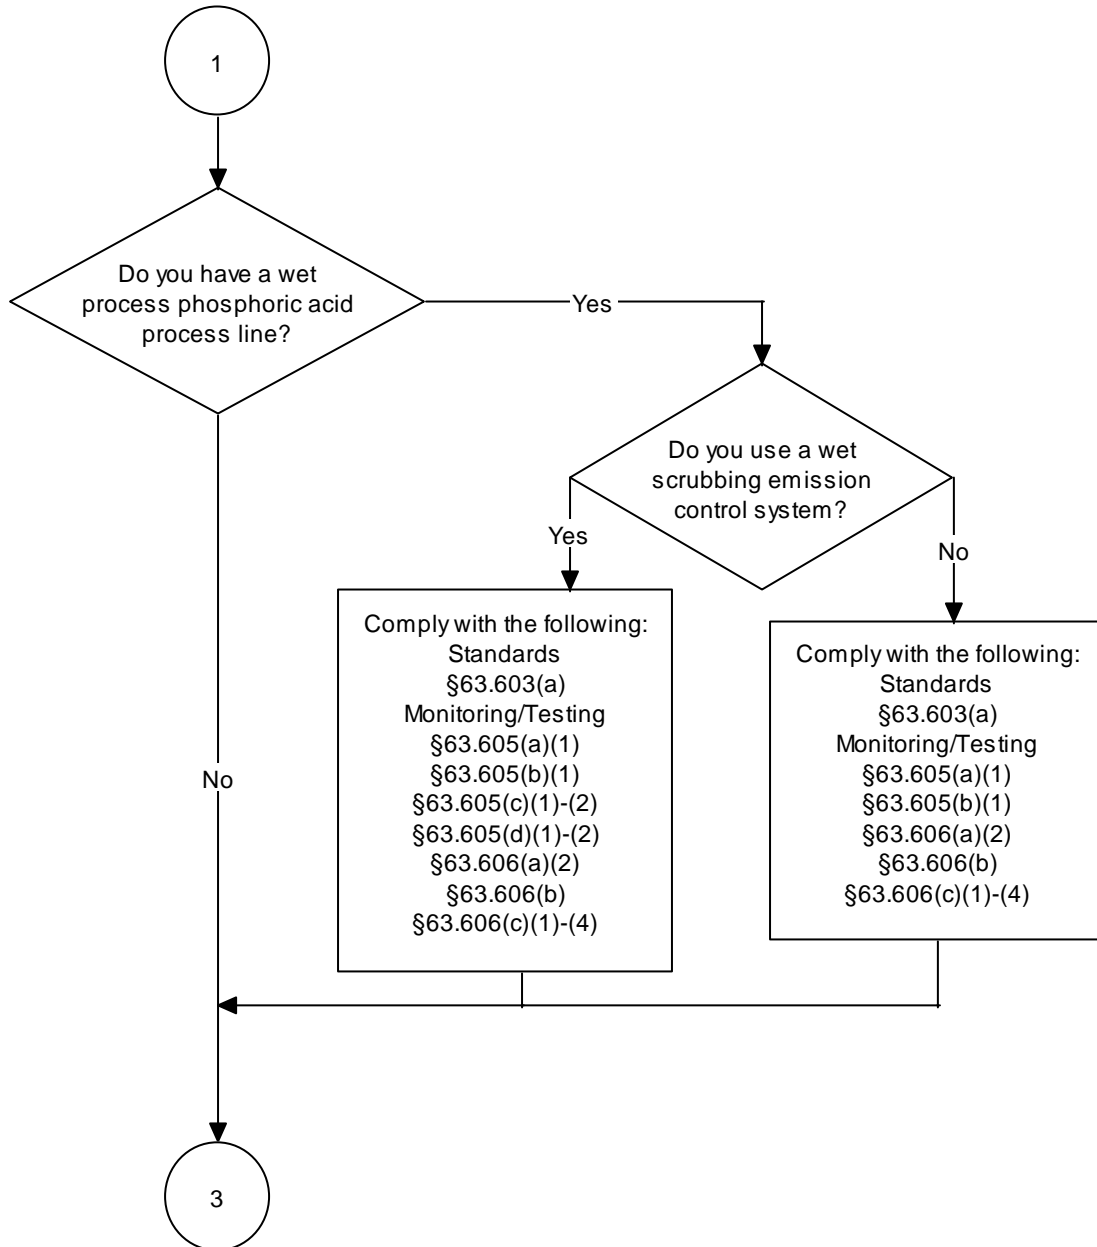 1
Do you have a wet
process phosphoric acid
process line?
Yes
Do you use a wet
scrubbing emission
control system?
Yes
No
Comply with the following:
Standards
§63.603(a)
Monitoring/Testing
§63.605(a)(1)
§63.605(b)(1)
§63.605(c)(1)-(2)
§63.605(d)(1)-(2)
§63.606(a)(2)
§63.606(b)
§63.606(c)(1)-(4)
Comply with the following:
Standards
§63.603(a)
Monitoring/Testing
§63.605(a)(1)
§63.605(b)(1)
§63.606(a)(2)
§63.606(b)
§63.606(c)(1)-(4)
No
3